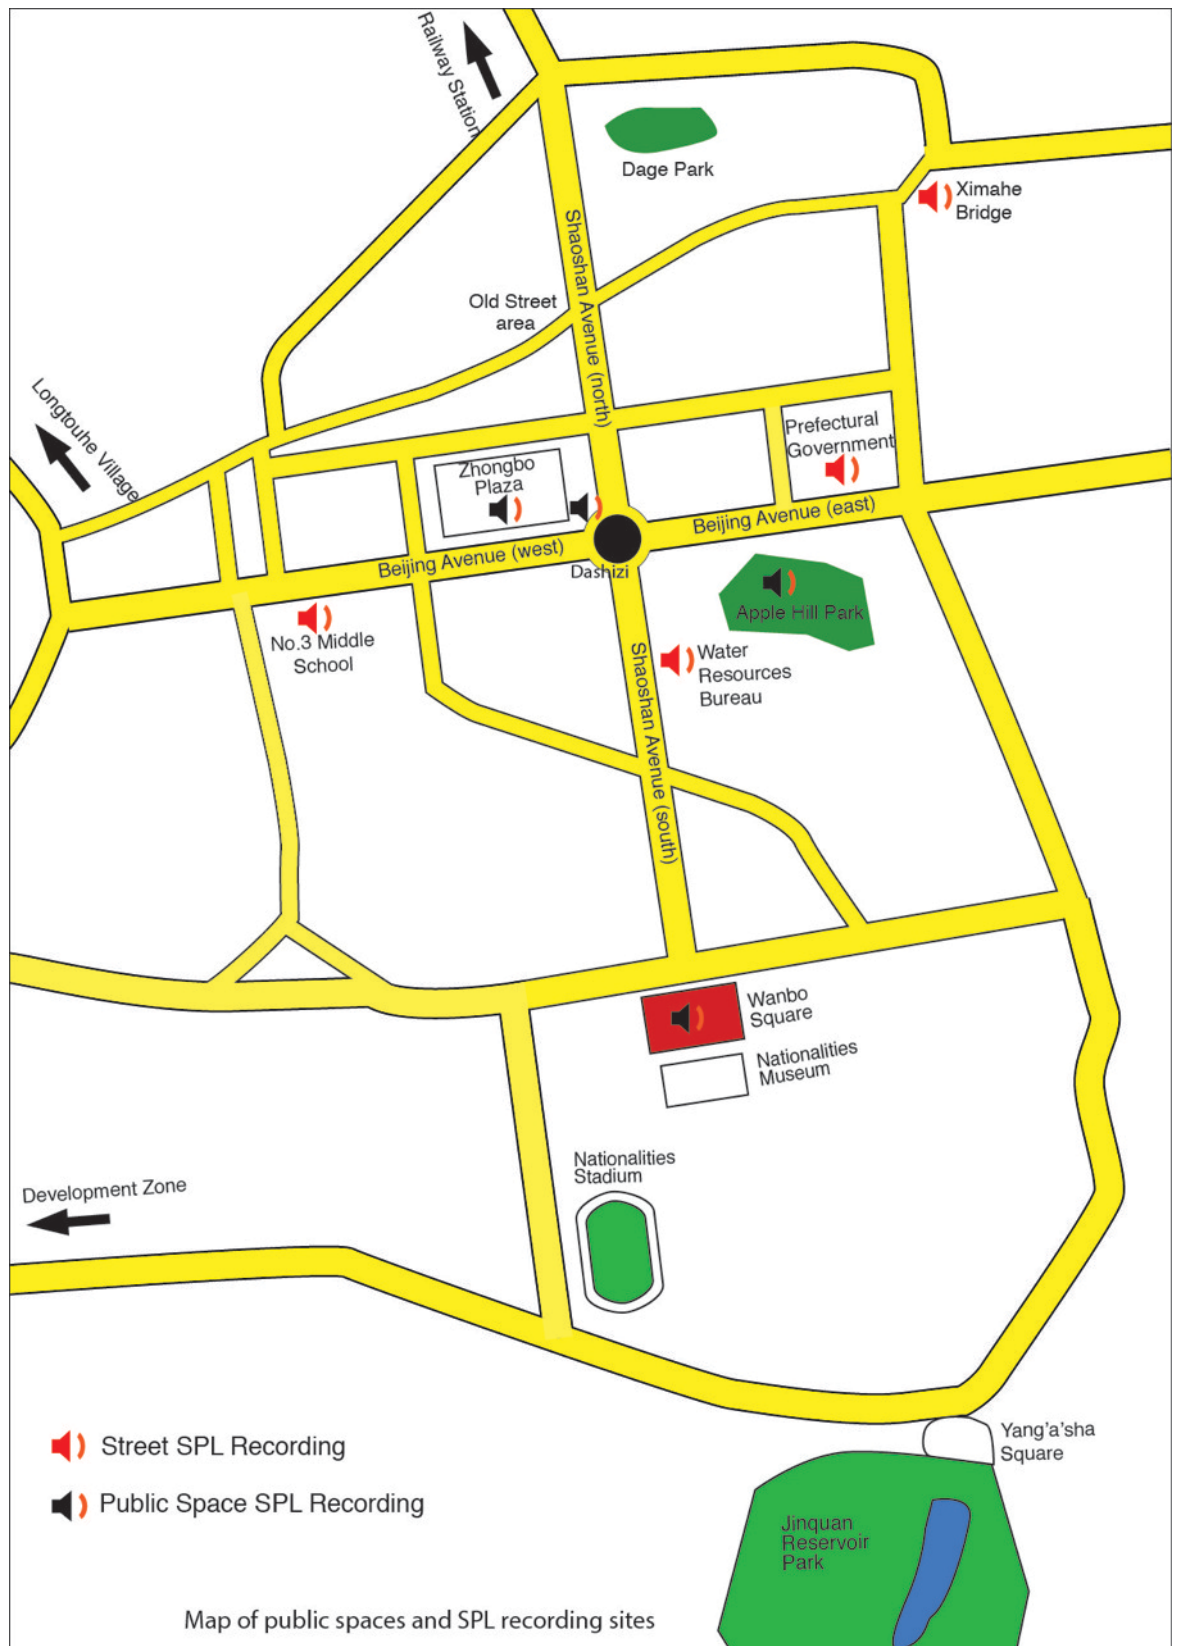 Railway Station
Dage Park
Ximahe
Bridge
Shaoshan Avenue (north)
Old Street
area
Longtouhe Village
Prefectural
Government
Zhongbo
Plaza
Beijing Avenue (east)
Beijing Avenue (west)
Dashizi
Apple Hill Park
No.3 Middle
School
Water
Resources
Bureau
Shaoshan Avenue (south)
Wanbo
Square
Nationalities
Museum
Nationalities
Stadium
Development Zone
Yang'a'sha
Square
Street SPL Recording
Public Space SPL Recording
Jinquan
Reservoir
Park
Map of public spaces and SPL recording sites